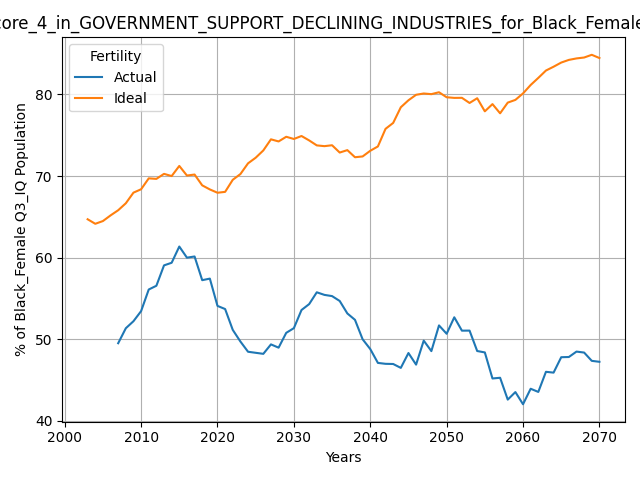 core_4_in_GOVERNMENT_SUPPORT_DECLINING_INDUSTRIES_for_Black_Female
Fertility
Actual
Ideal
% of Black_Female Q3_IQ Population
80
70
60
50
40
2000 2010 2020 2030 2040 2050 2060 2070
Years